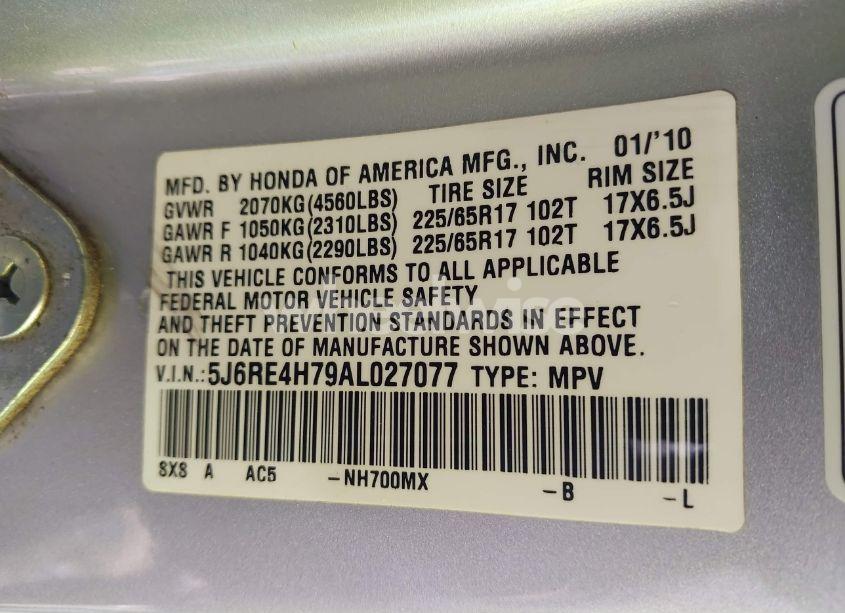 MFD. BY HONDA OF AMERICA MFG., INC. 01/'10
GVWR 2070KG(4560LBS) TIRE SIZE RIM SIZE
GAWR F 1050KG(2310LBS) 225/65R17 102T 17X6.5J
GAWR R 1040KG(2290LBS) 225/65R17 102T 17X6.5J
THIS VEHICLE CONFORMS TO ALL APPLICABLE
FEDERAL MOTOR VEHICLE SAFETY
AND THEFT PREVENTION STANDARDS IN EFFECT
ON THE DATE OF MANUFACTURE SHOWN ABOVE.
V.I.N.:5J6RE4H79AL027077 TYPE: MPV
SXS A AC5 -NH700MX -B -L